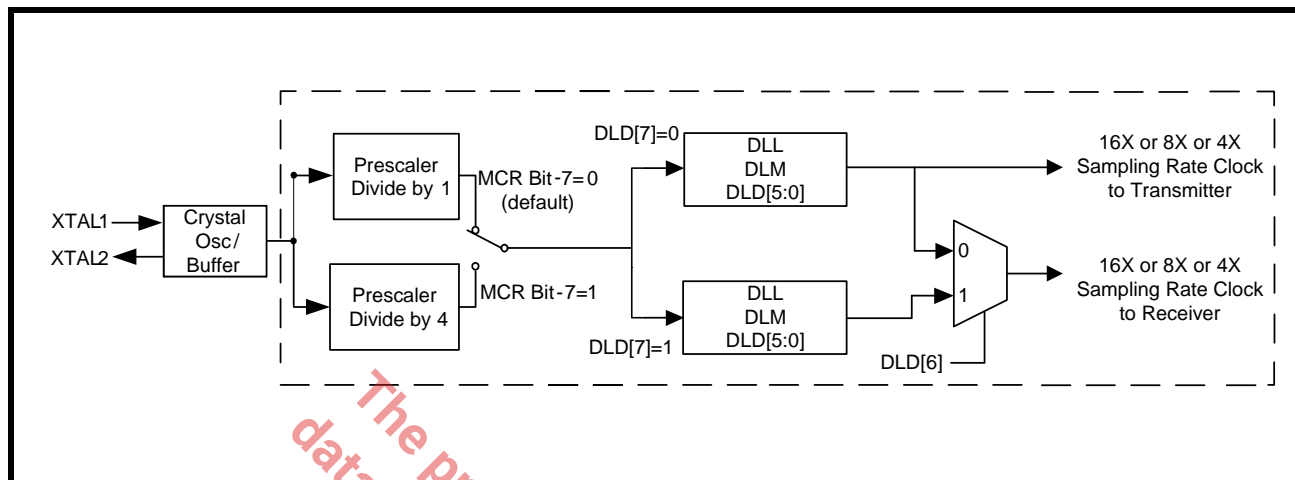 DLD[7]=0
DLL
DLM
DLD[5:0]
16X or 8X or 4X
Sampling Rate Clock
to Transmitter
Prescaler
Divide by 1
MCR Bit-7=0
(default)
XTAL1
XTAL2
Crystal
Osc/
Buffer
0
1
16X or 8X or 4X
Sampling Rate Clock
to Receiver
Prescaler
Divide by 4
MCR Bit-7=1
DLL
DLM
DLD[5:0]
DLD[7]=1
DLD[6]
The